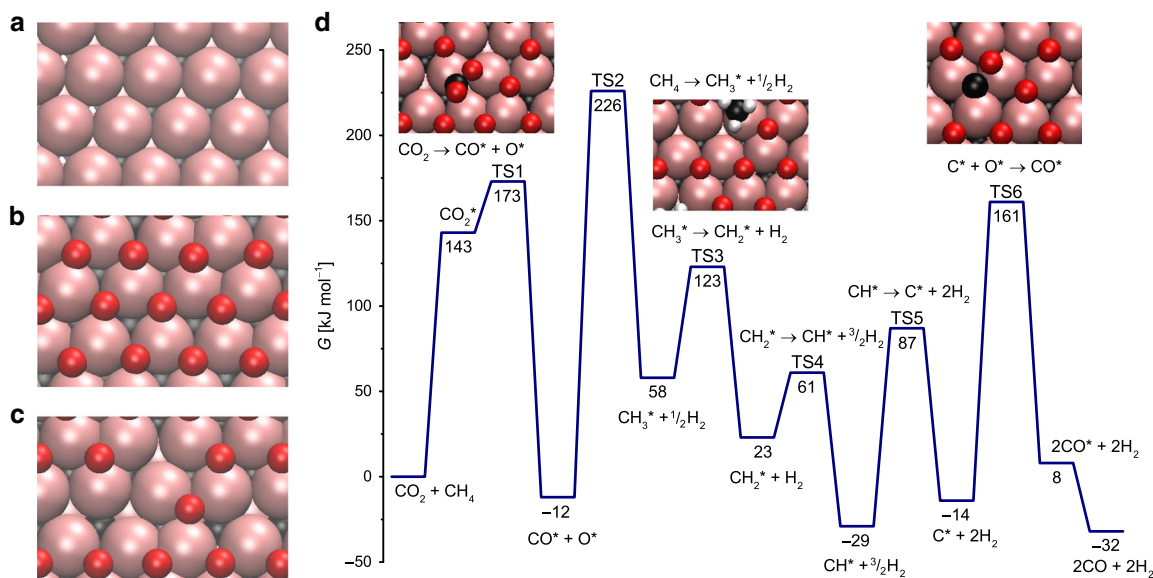 a
b
c
d
G [kJ mol⁻¹]
250
200
150
100
50
0
−50
CO₂ → CO* + O*
CO₂ + CH₄
CO₂*
143
TS1
173
−12
CO* + O*
TS2
226
CH₄ → CH₃* + ¹/₂H₂
58
CH₃* + ¹/₂H₂
CH₃* → CH₂* + H₂
TS3
123
23
CH₂* + H₂
CH₂* → CH* + ³/₂H₂
TS4
61
−29
CH* + ³/₂H₂
CH* → C* + 2H₂
TS5
87
−14
C* + 2H₂
C* + O* → CO*
TS6
161
2CO* + 2H₂
8
−32
2CO + 2H₂